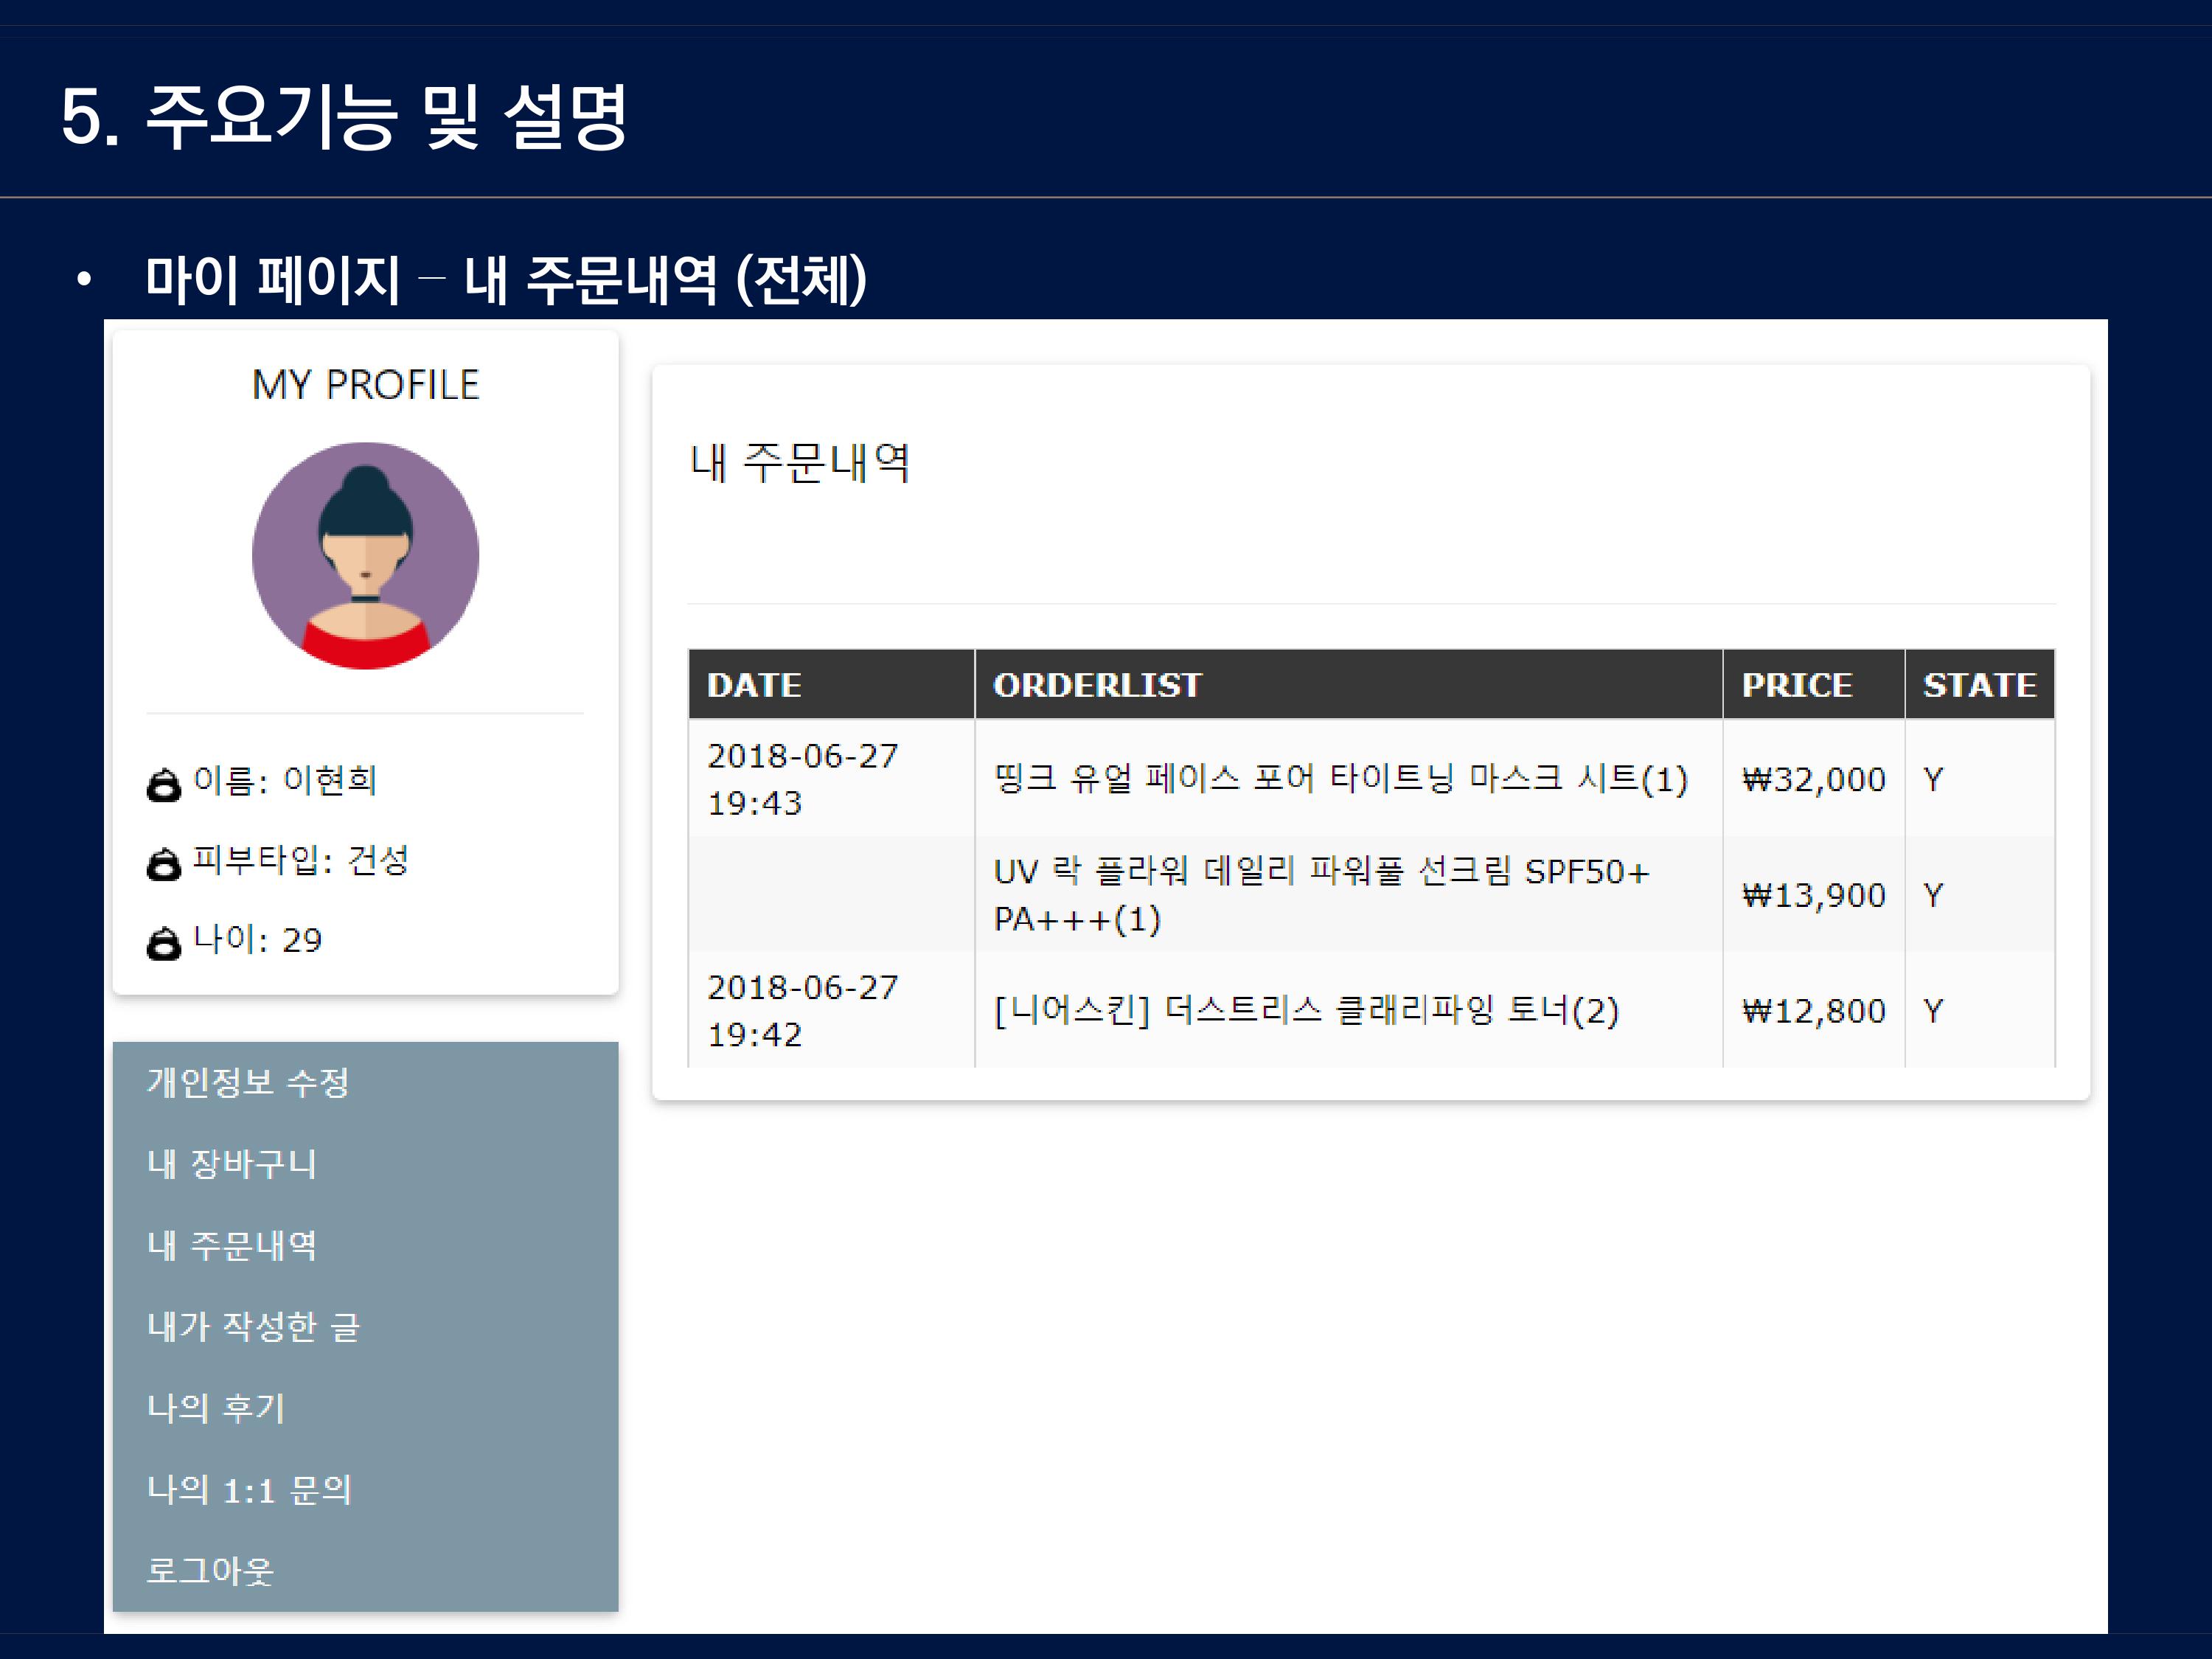 5. 주요기능 및 설명
• 마이 페이지 – 내 주문내역 (전체)
MY PROFILE
이름: 이현희
피부타입: 건성
나이: 29
개인정보 수정
내 장바구니
내 주문내역
내가 작성한 글
나의 후기
나의 1:1 문의
로그아웃
내 주문내역
DATE ORDERLIST PRICE STATE
2018-06-27
19:43
띵크 유얼 페이스 포어 타이트닝 마스크 시트(1) ₩32,000 Y
UV 락 플라워 데일리 파워풀 선크림 SPF50+
PA+++(1)
₩13,900 Y
2018-06-27
19:42
[니어스킨] 더스트리스 클래리파잉 토너(2) ₩12,800 Y